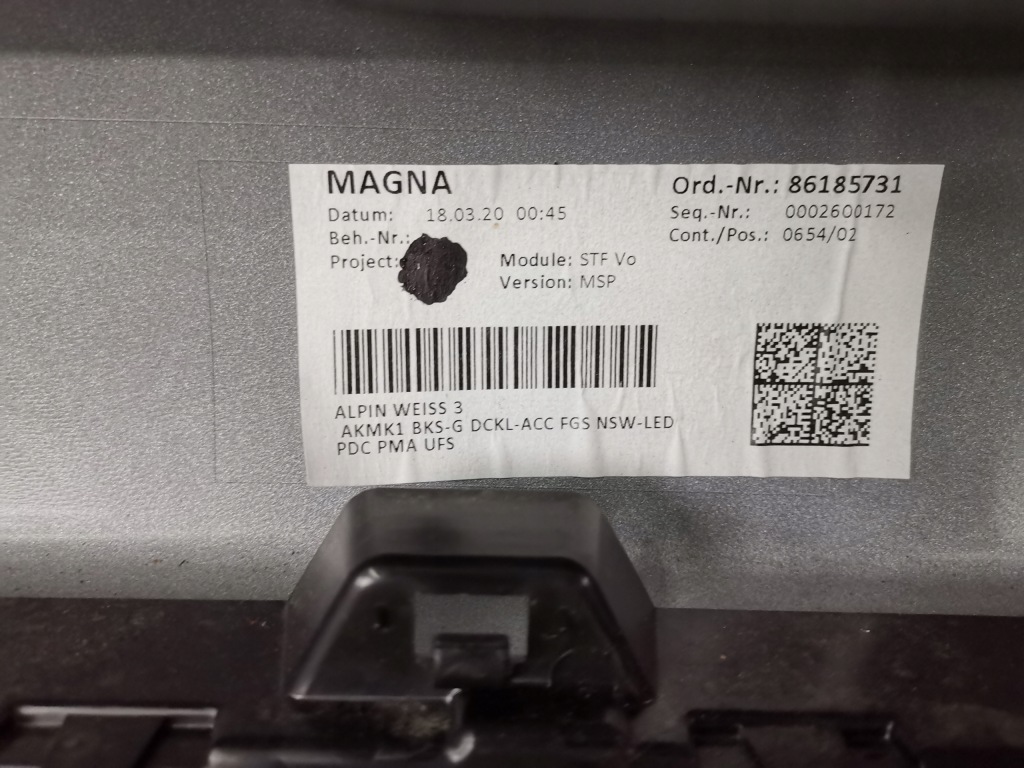 MAGNA
Ord.-Nr.: 86185731
Datum: 18.03.20 00:45
Seq.-Nr.: 0002600172
Beh.-Nr.:
Cont./Pos.: 0654/02
Project:
Module: STF Vo
Version: MSP
ALPIN WEISS 3
AKMK1 BKS-G DCKL-ACC FGS NSW-LED
PDC PMA UFS